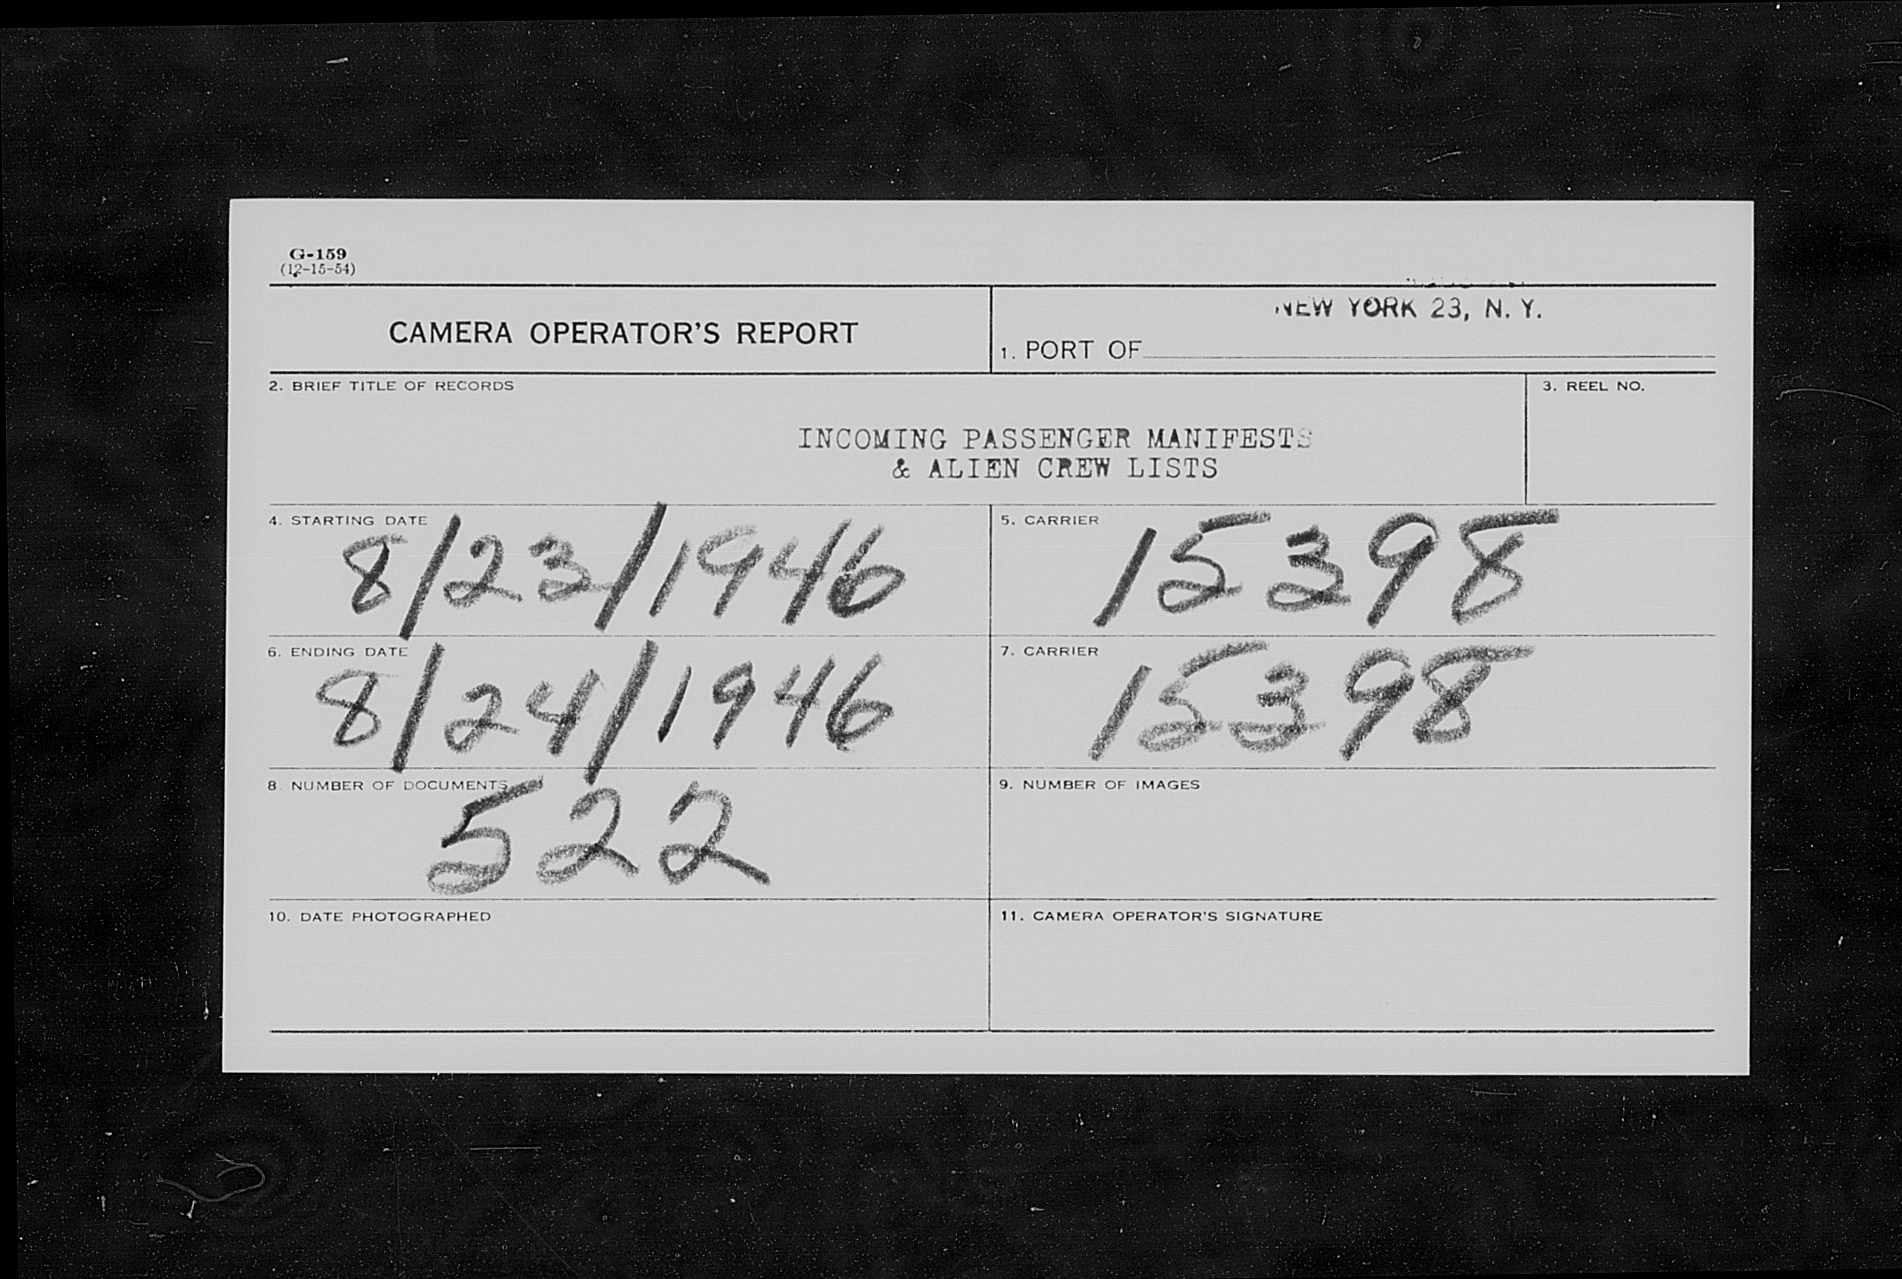 G-159
(12-15-54)
CAMERA OPERATOR'S REPORT
NEW YORK 23, N. Y.
1. PORT OF
2. BRIEF TITLE OF RECORDS
3. REEL NO.
INCOMING PASSENGER MANIFESTS
& ALIEN CREW LISTS
4. STARTING DATE
8/23/1946
5. CARRIER
15398
6. ENDING DATE
8/24/1946
7. CARRIER
15398
8. NUMBER OF DOCUMENTS
522
9. NUMBER OF IMAGES
10. DATE PHOTOGRAPHED
11. CAMERA OPERATOR'S SIGNATURE